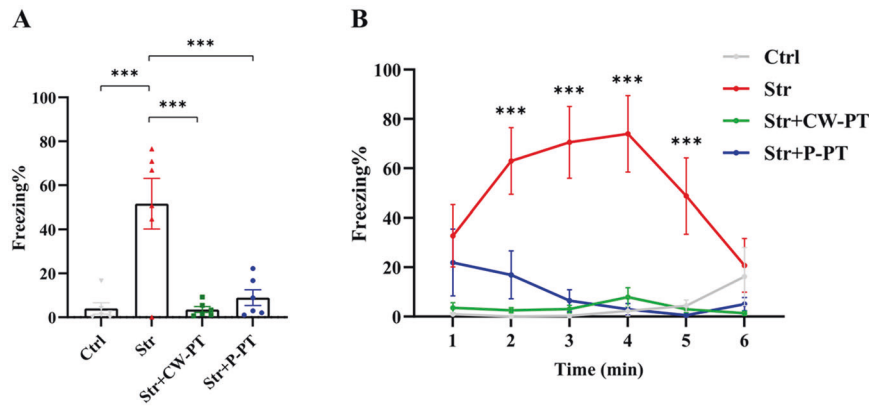 A
***
***
***
100
80
60
40
20
0
Freezing%
Ctrl
Str
Str+CW-PT
Str+P-PT
B
Ctrl
Str
Str+CW-PT
Str+P-PT
***
***
***
***
100
80
60
40
20
0
Freezing%
1 2 3 4 5 6
Time (min)